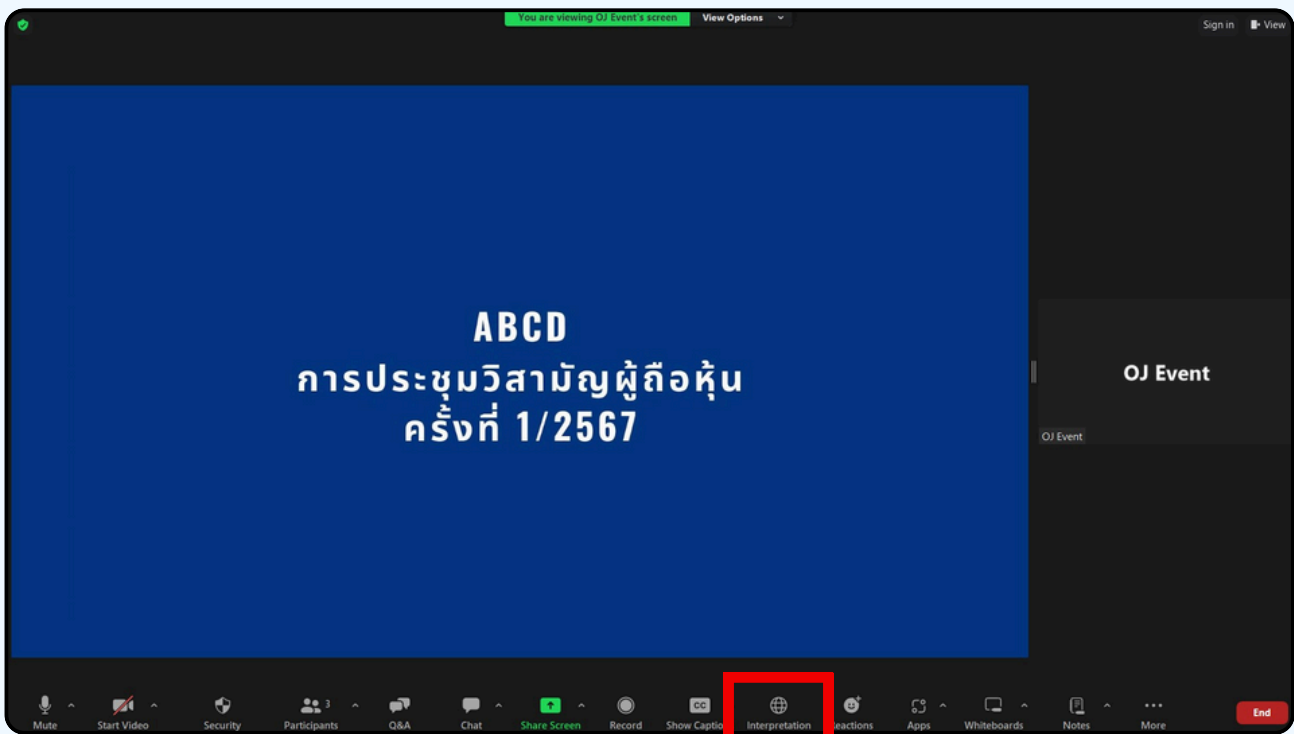 You are viewing OJ Event's screen View Options
Sign in View
ABCD
การประชุมวิสามัญผู้ถือหุ้น
ครั้งที่ 1/2567
OJ Event
OJ Event
3
CC
Mute Start Video Security Participants Q&A Chat Share Screen Record Show Captio Interpretation eactions Apps Whiteboards Notes More End